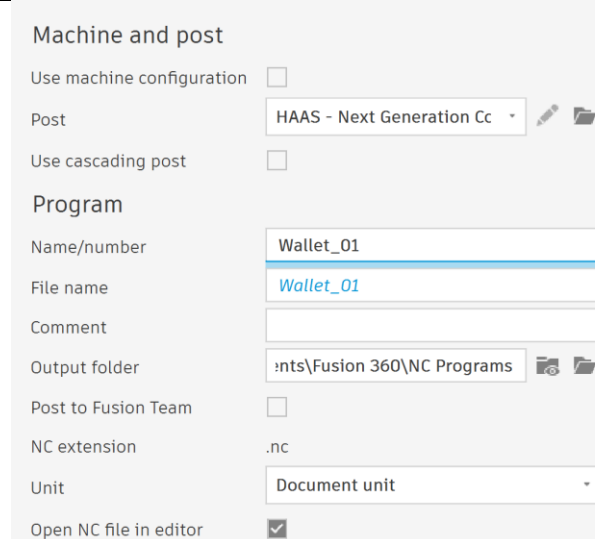 Machine and post
Use machine configuration
Post HAAS - Next Generation Cc
Use cascading post
Program
Name/number Wallet_01
File name Wallet_01
Comment
Output folder ents\Fusion 360\NC Programs
Post to Fusion Team
NC extension .nc
Unit Document unit
Open NC file in editor